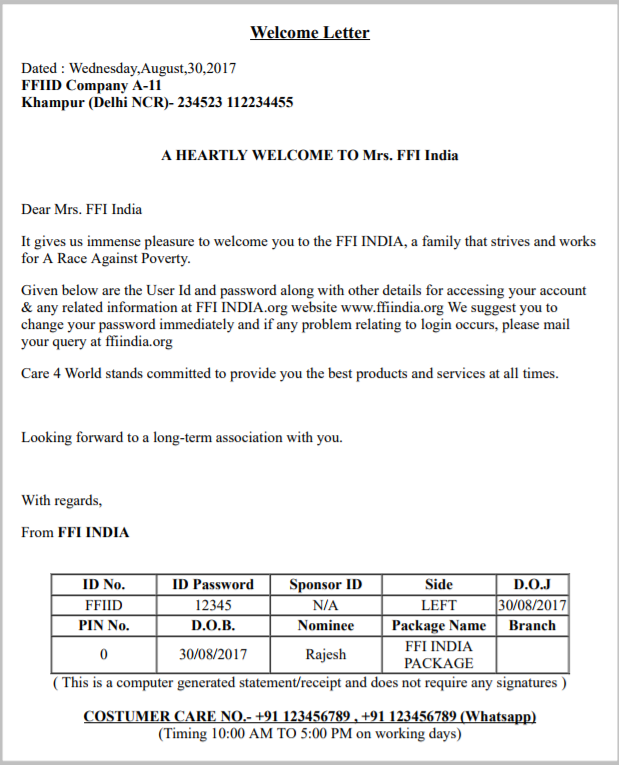 Welcome Letter
Dated : Wednesday,August,30,2017
FFIID Company A-11
Khampur (Delhi NCR)- 234523 112234455
A HEARTLY WELCOME TO Mrs. FFI India
Dear Mrs. FFI India
It gives us immense pleasure to welcome you to the FFI INDIA, a family that strives and works
for A Race Against Poverty.
Given below are the User Id and password along with other details for accessing your account
& any related information at FFI INDIA.org website www.ffiindia.org We suggest you to
change your password immediately and if any problem relating to login occurs, please mail
your query at ffiindia.org
Care 4 World stands committed to provide you the best products and services at all times.
Looking forward to a long-term association with you.
With regards,
From FFI INDIA
ID No. ID Password Sponsor ID Side D.O.J
FFIID 12345 N/A LEFT 30/08/2017
PIN No. D.O.B. Nominee Package Name Branch
0 30/08/2017 Rajesh FFI INDIA
PACKAGE
( This is a computer generated statement/receipt and does not require any signatures )
COSTUMER CARE NO.- +91 123456789 , +91 123456789 (Whatsapp)
(Timing 10:00 AM TO 5:00 PM on working days)